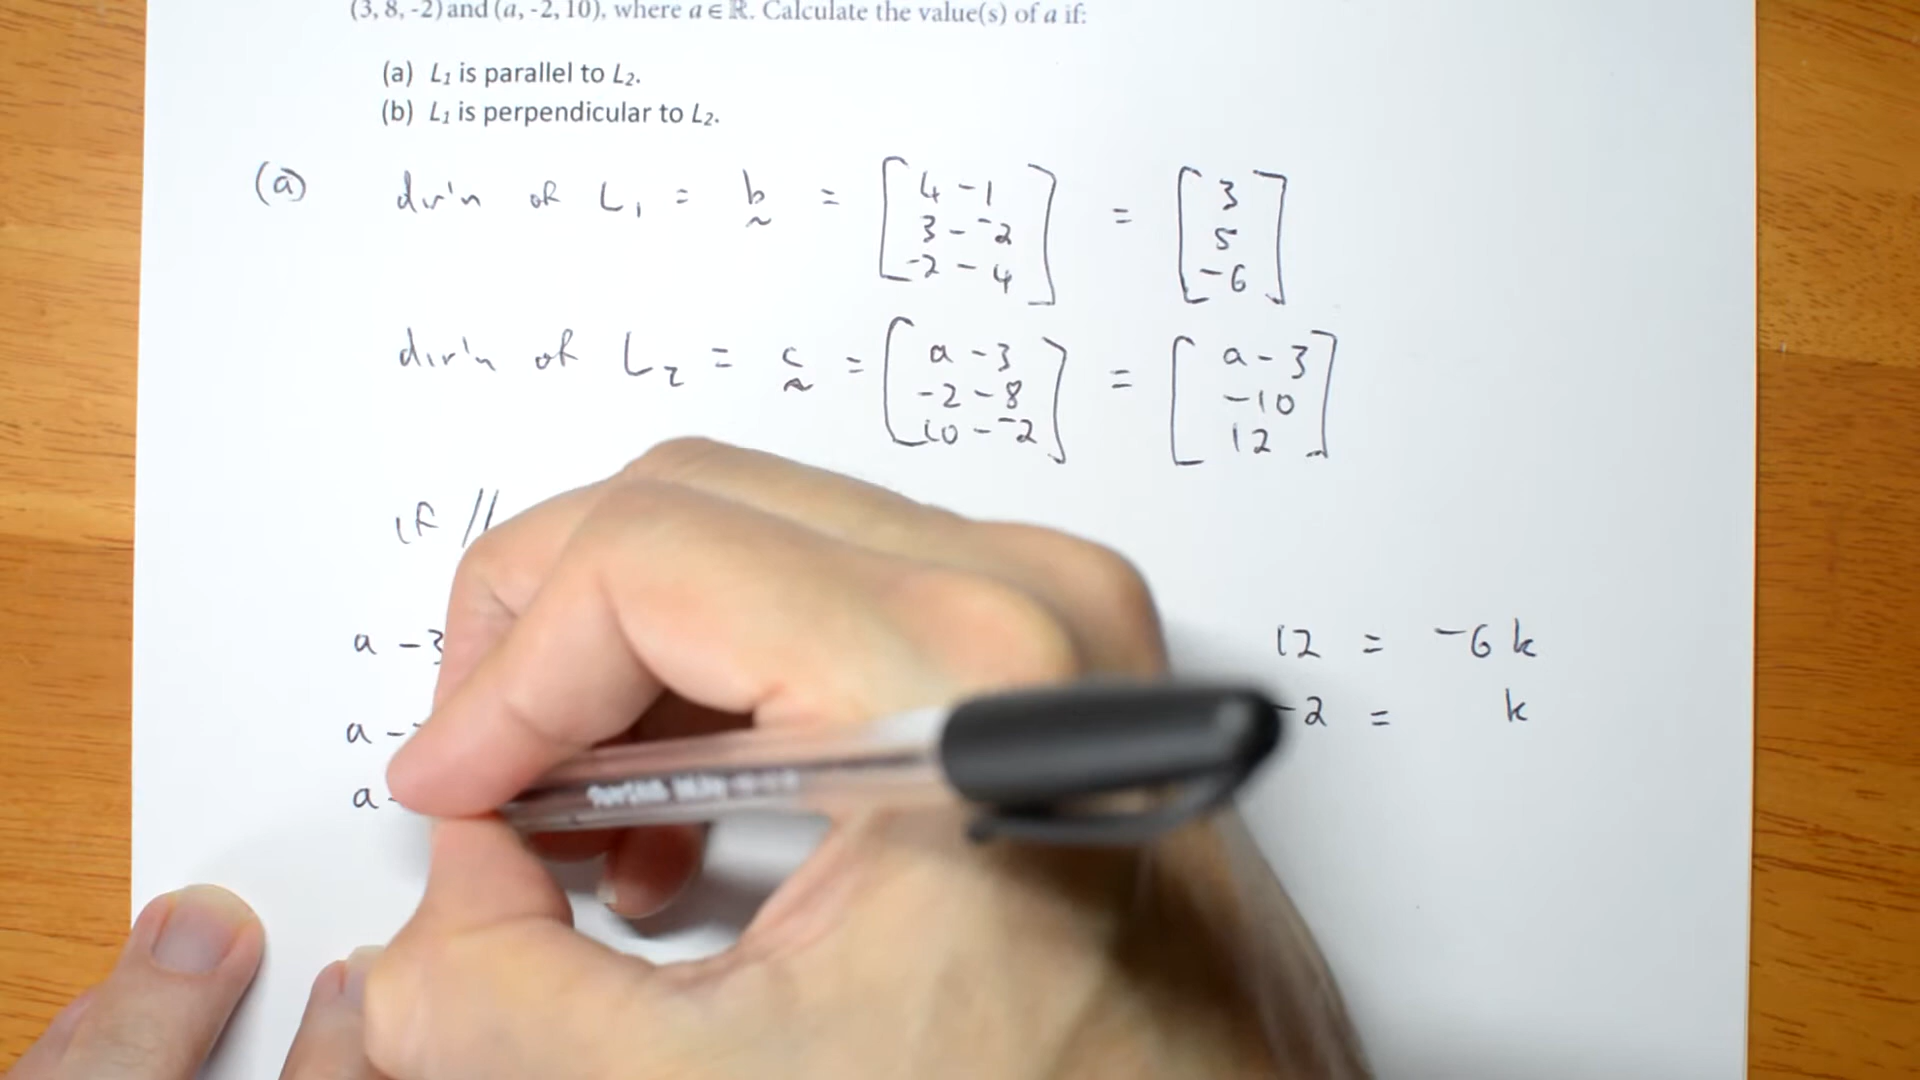 (3, 8, -2) and (a, -2, 10), where a ∈ ℝ. Calculate the value(s) of a if:
(a) L₁ is parallel to L₂.
(b) L₁ is perpendicular to L₂.
(a) dir'n of L₁ = b̰ = [4 - 1, 3 - ⁻2, -2 - 4] = [3, 5, -6]
dir'n of L₂ = c̰ = [a - 3, -2 - 8, 10 - ⁻2] = [a - 3, -10, 12]
if //
a - 3 12 = -6k
a - -2 = k
a